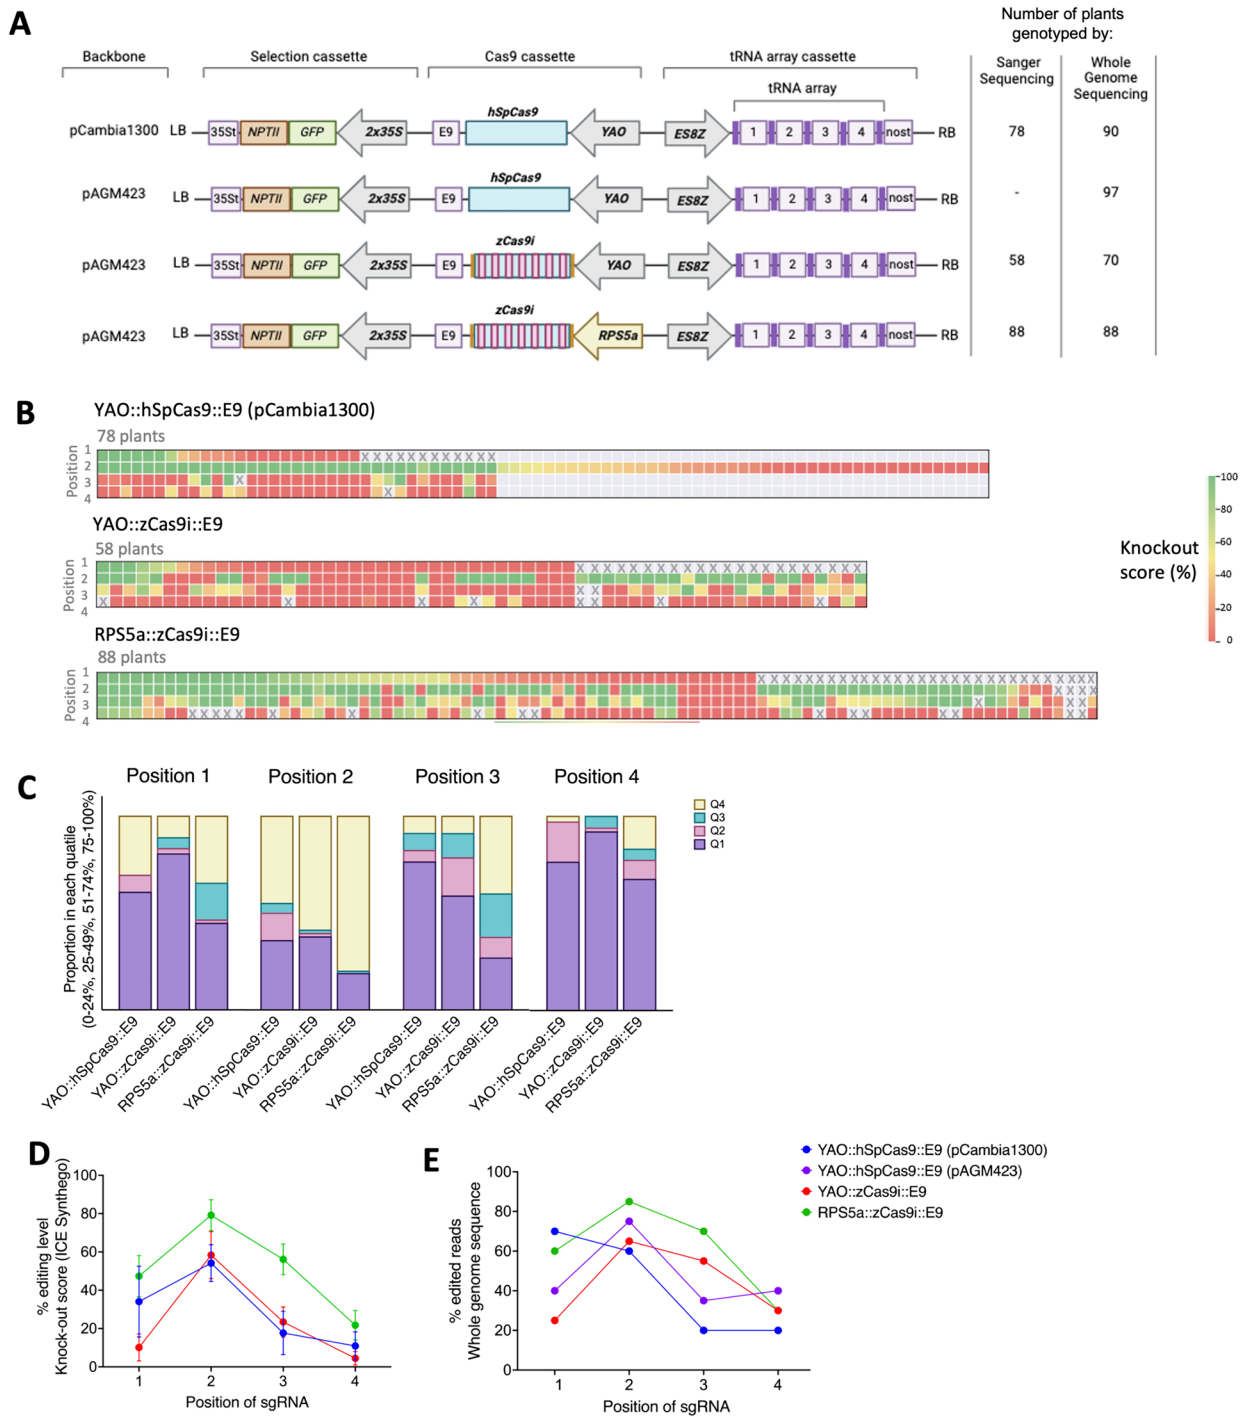 A
Number of plants
genotyped by:
Backbone
Selection cassette
Cas9 cassette
tRNA array cassette
tRNA array
Sanger
Sequencing
Whole
Genome
Sequencing
pCambia1300 LB 35St NPTII GFP 2x35S E9 hSpCas9 YAO ES8Z 1 2 3 4 nost RB 78 90
pAGM423 LB 35St NPTII GFP 2x35S E9 hSpCas9 YAO ES8Z 1 2 3 4 nost RB - 97
pAGM423 LB 35St NPTII GFP 2x35S E9 zCas9i YAO ES8Z 1 2 3 4 nost RB 58 70
pAGM423 LB 35St NPTII GFP 2x35S E9 zCas9i RPS5a ES8Z 1 2 3 4 nost RB 88 88
B
YAO::hSpCas9::E9 (pCambia1300)
78 plants
Position
1
2
3
4
YAO::zCas9i::E9
58 plants
Position
1
2
3
4
RPS5a::zCas9i::E9
88 plants
Position
1
2
3
4
Knockout
score (%)
100
80
60
40
20
0
C
Position 1
Position 2
Position 3
Position 4
Proportion in each quatile
(0-24%, 25-49%, 51-74%, 75-100%)
Q4
Q3
Q2
Q1
YAO::hSpCas9::E9
YAO::zCas9i::E9
RPS5a::zCas9i::E9
YAO::hSpCas9::E9
YAO::zCas9i::E9
RPS5a::zCas9i::E9
YAO::hSpCas9::E9
YAO::zCas9i::E9
RPS5a::zCas9i::E9
YAO::hSpCas9::E9
YAO::zCas9i::E9
RPS5a::zCas9i::E9
D
% editing level
Knock-out score (ICE Synthego)
100
80
60
40
20
0
1 2 3 4
Position of sgRNA
E
% edited reads
Whole genome sequence
100
80
60
40
20
0
1 2 3 4
Position of sgRNA
YAO::hSpCas9::E9 (pCambia1300)
YAO::hSpCas9::E9 (pAGM423)
YAO::zCas9i::E9
RPS5a::zCas9i::E9